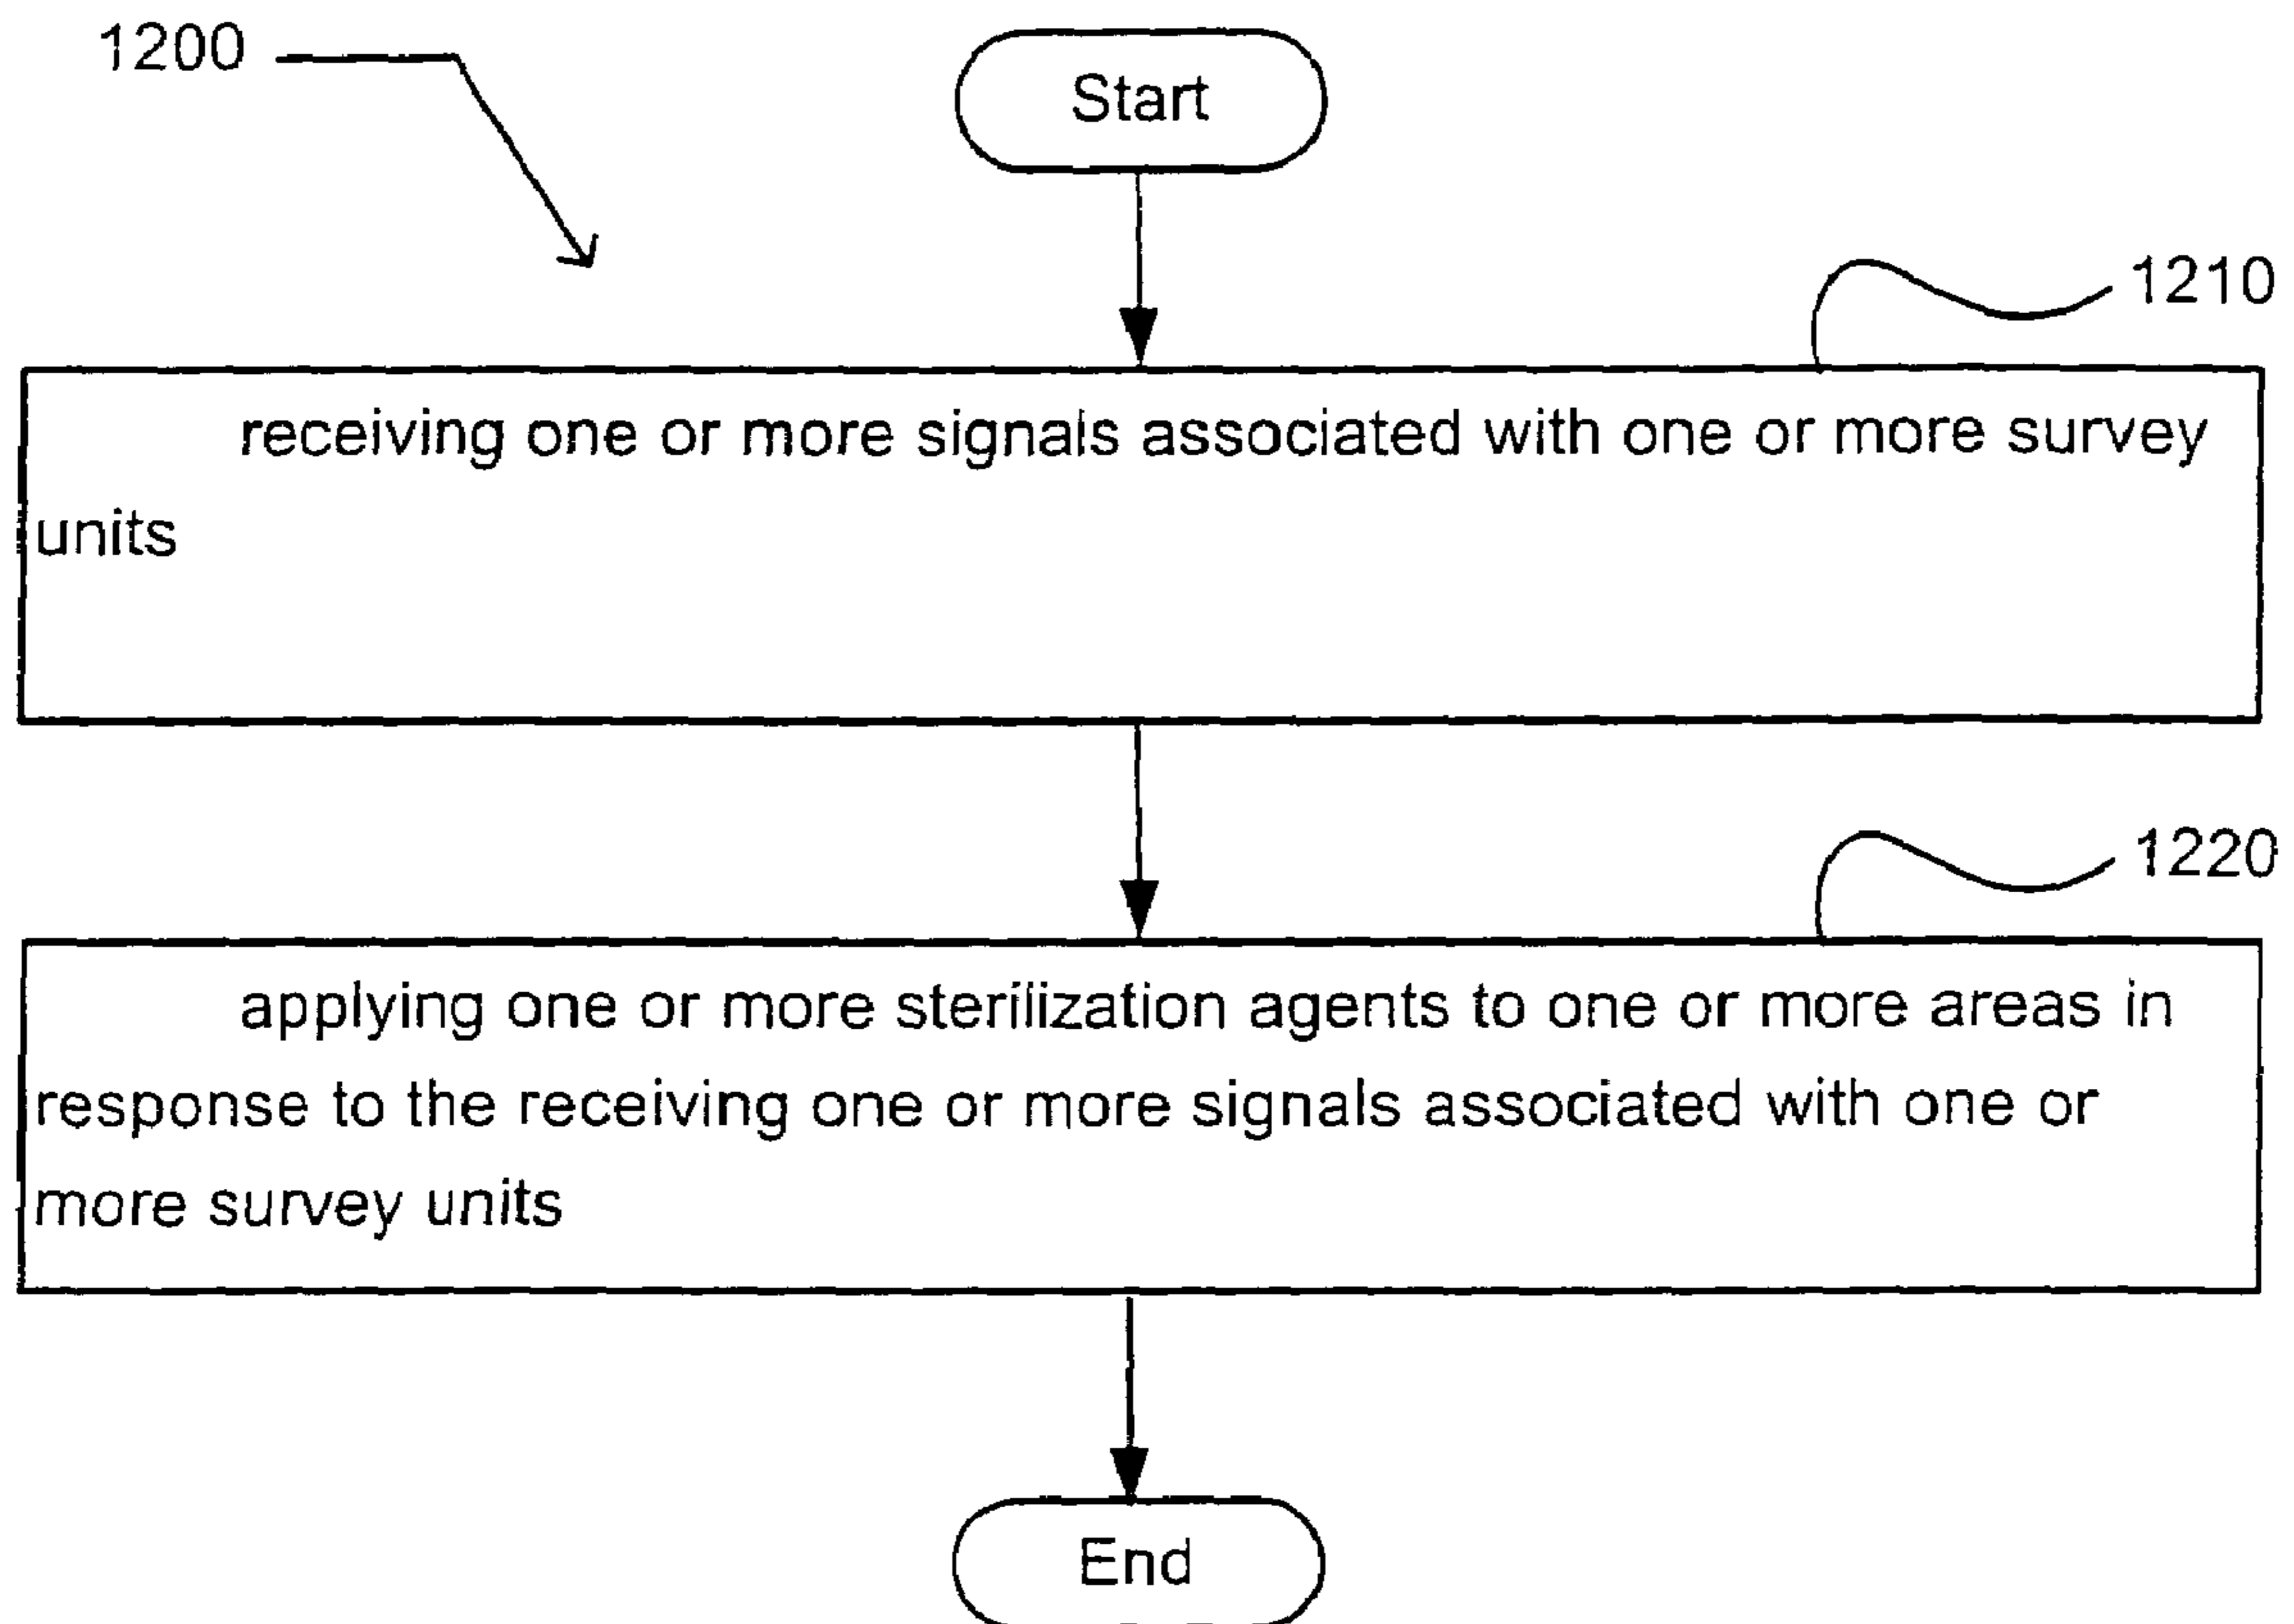 1200
Start
1210
receiving one or more signals associated with one or more survey
units
1220
applying one or more sterilization agents to one or more areas in
response to the receiving one or more signals associated with one or
more survey units
End